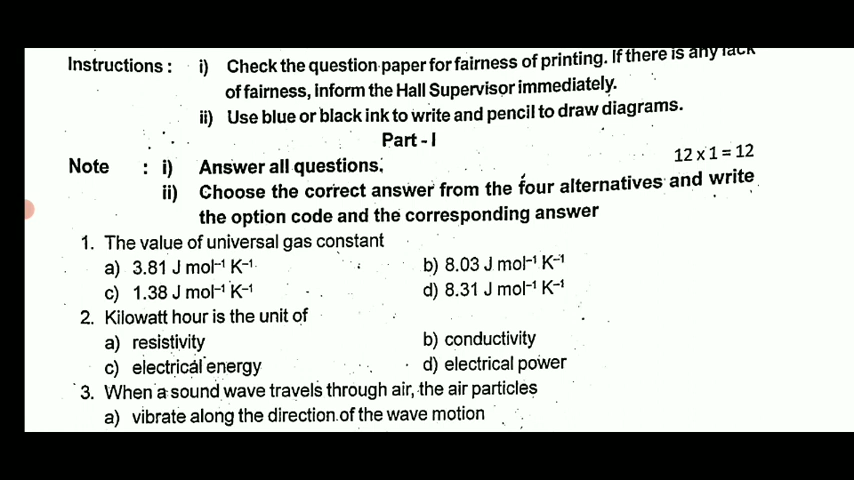 Instructions : i) Check the question paper for fairness of printing. If there is any lack
of fairness, inform the Hall Supervisor immediately.
ii) Use blue or black ink to write and pencil to draw diagrams.
Part - I
12 x 1 = 12
Note : i) Answer all questions.
ii) Choose the correct answer from the four alternatives and write
the option code and the corresponding answer
1. The value of universal gas constant
a) 3.81 J mol⁻¹ K⁻¹ b) 8.03 J mol⁻¹ K⁻¹
c) 1.38 J mol⁻¹ K⁻¹ d) 8.31 J mol⁻¹ K⁻¹
2. Kilowatt hour is the unit of
a) resistivity b) conductivity
c) electrical energy d) electrical power
3. When a sound wave travels through air, the air particles
a) vibrate along the direction of the wave motion